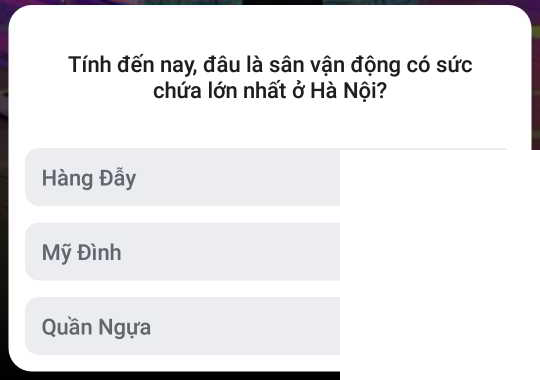 Tính đến nay, đâu là sân vận động có sức
chứa lớn nhất ở Hà Nội?
Hàng Đẫy
Mỹ Đình
Quần Ngựa